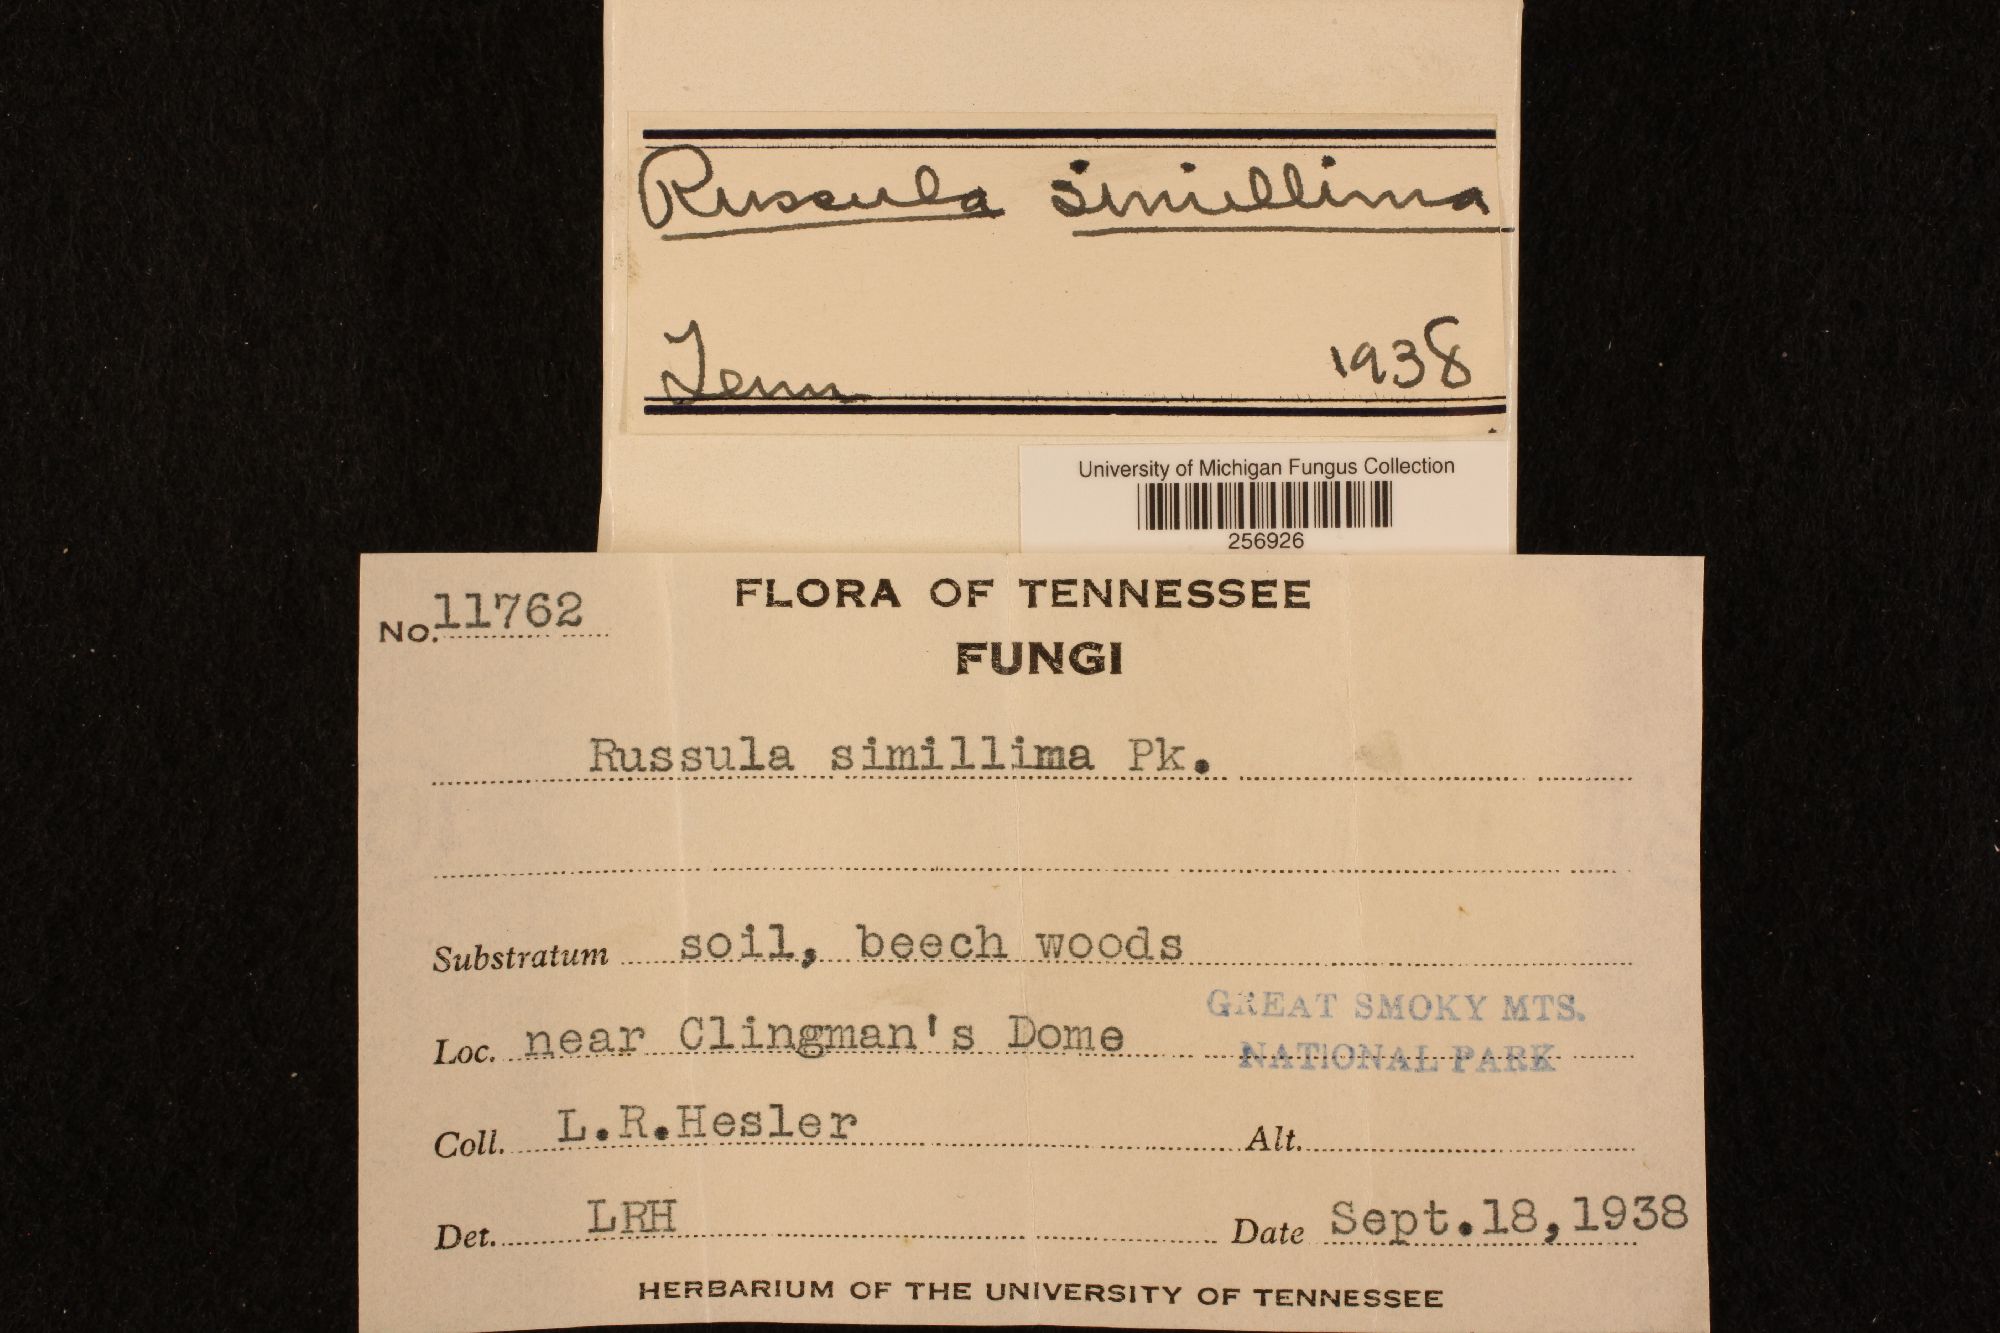 Russula simillima
Tenn 1938
University of Michigan Fungus Collection
256926
No. 11762
FLORA OF TENNESSEE
FUNGI
Russula simillima Pk.
Substratum soil, beech woods
GREAT SMOKY MTS.
Loc. near Clingman's Dome NATIONAL PARK
Coll. L.R.Hesler Alt.
Det. LRH Date Sept.18,1938
HERBARIUM OF THE UNIVERSITY OF TENNESSEE